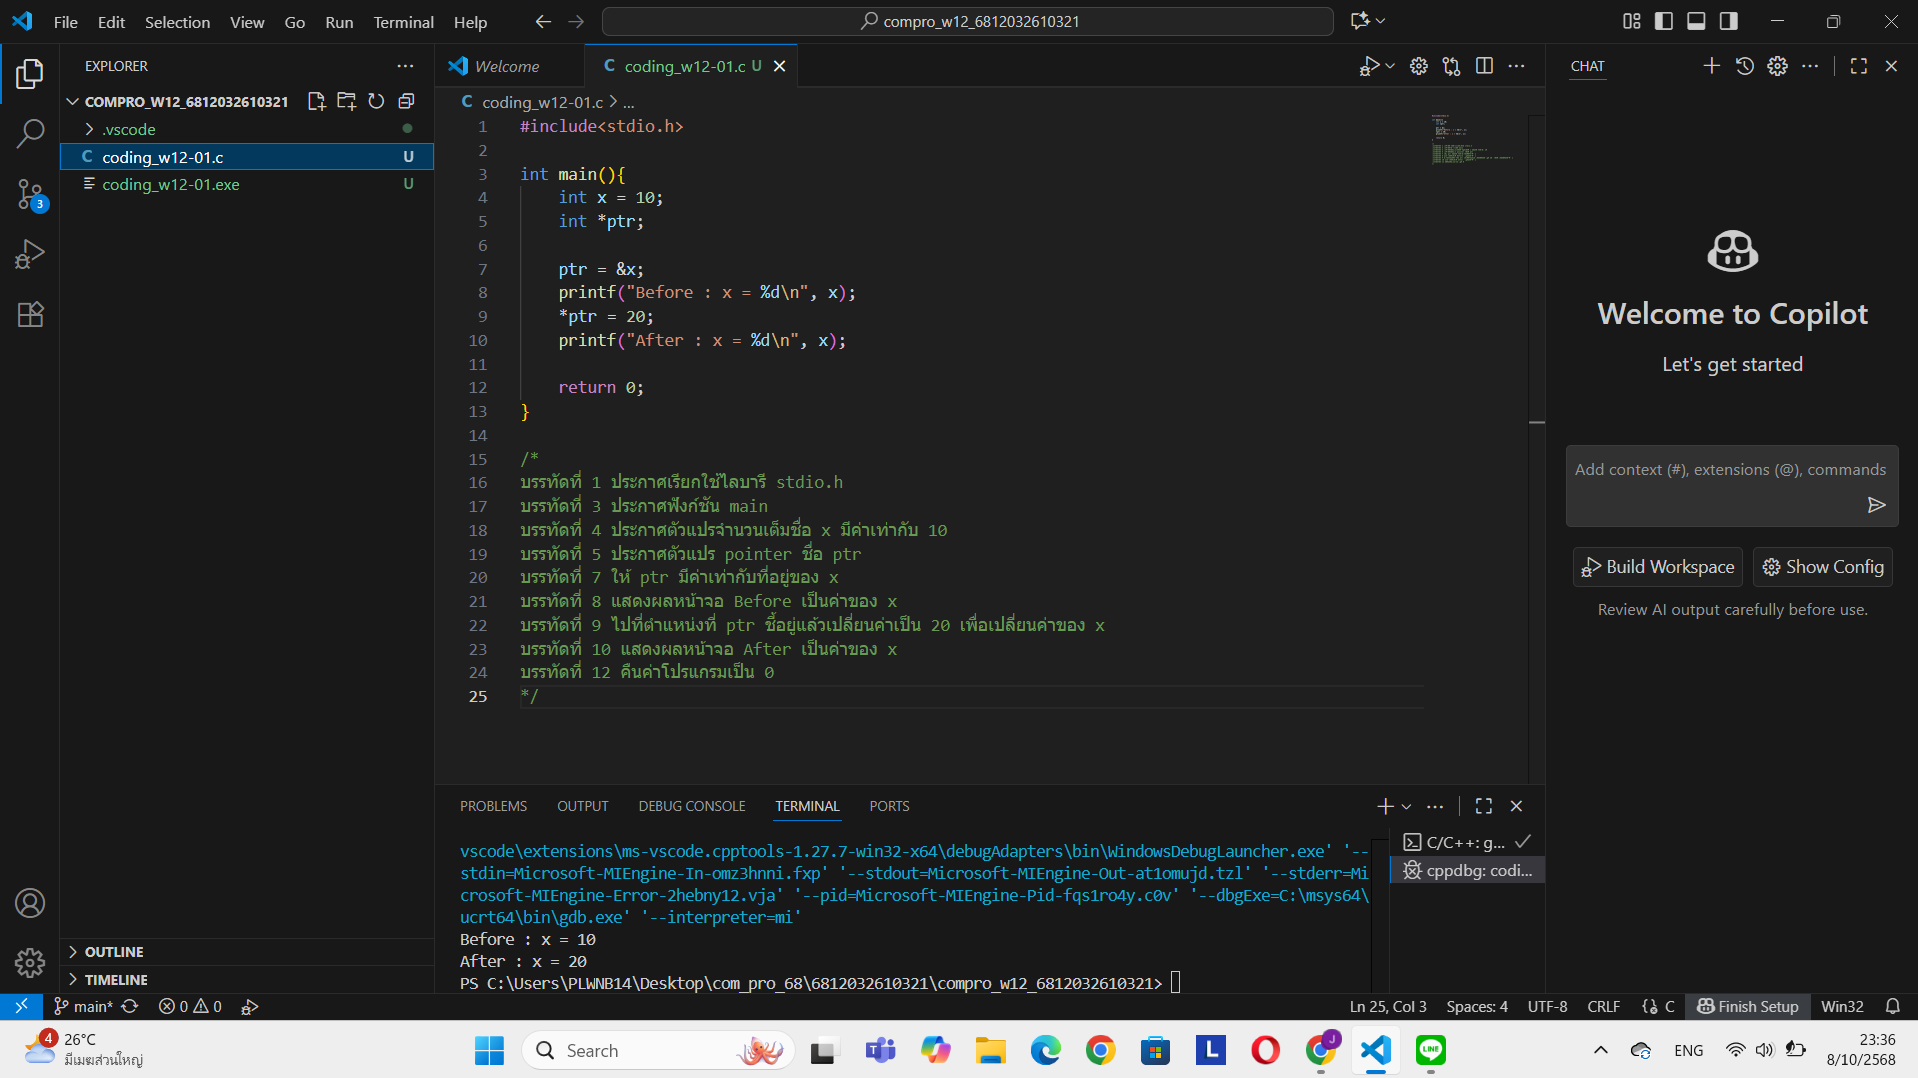 File Edit Selection View Go Run Terminal Help
compro_w12_6812032610321
EXPLORER
COMPRO_W12_6812032610321
.vscode
C coding_w12-01.c U
coding_w12-01.exe U
3
Welcome
C coding_w12-01.c U
C coding_w12-01.c > ...
1 #include<stdio.h>
2
3 int main(){
4 int x = 10;
5 int *ptr;
6
7 ptr = &x;
8 printf("Before : x = %d\n", x);
9 *ptr = 20;
10 printf("After : x = %d\n", x);
11
12 return 0;
13 }
14
15 /*
16 บรรทัดที่ 1 ประกาศเรียกใช้ไลบารี stdio.h
17 บรรทัดที่ 3 ประกาศฟังก์ชัน main
18 บรรทัดที่ 4 ประกาศตัวแปรจำนวนเต็มชื่อ x มีค่าเท่ากับ 10
19 บรรทัดที่ 5 ประกาศตัวแปร pointer ชื่อ ptr
20 บรรทัดที่ 7 ให้ ptr มีค่าเท่ากับที่อยู่ของ x
21 บรรทัดที่ 8 แสดงผลหน้าจอ Before เป็นค่าของ x
22 บรรทัดที่ 9 ไปที่ตำแหน่งที่ ptr ชี้อยู่แล้วเปลี่ยนค่าเป็น 20 เพื่อเปลี่ยนค่าของ x
23 บรรทัดที่ 10 แสดงผลหน้าจอ After เป็นค่าของ x
24 บรรทัดที่ 12 คืนค่าโปรแกรมเป็น 0
25 */
CHAT
Welcome to Copilot
Let's get started
Add context (#), extensions (@), commands
Build Workspace Show Config
Review AI output carefully before use.
PROBLEMS OUTPUT DEBUG CONSOLE TERMINAL PORTS
vscode\extensions\ms-vscode.cpptools-1.27.7-win32-x64\debugAdapters\bin\WindowsDebugLauncher.exe' '--
stdin=Microsoft-MIEngine-In-omz3hnni.fxp' '--stdout=Microsoft-MIEngine-Out-at1omujd.tzl' '--stderr=Mi
crosoft-MIEngine-Error-2hebny12.vja' '--pid=Microsoft-MIEngine-Pid-fqs1ro4y.c0v' '--dbgExe=C:\msys64\
ucrt64\bin\gdb.exe' '--interpreter=mi'
Before : x = 10
After : x = 20
PS C:\Users\PLWNB14\Desktop\com_pro_68\6812032610321\compro_w12_6812032610321>
C/C++: g...
cppdbg: codi...
OUTLINE
TIMELINE
main* 0 0
Ln 25, Col 3 Spaces: 4 UTF-8 CRLF C Finish Setup Win32
4
26°C
มีเมฆส่วนใหญ่
Search
L
J
LINE
ENG
23:36
8/10/2568